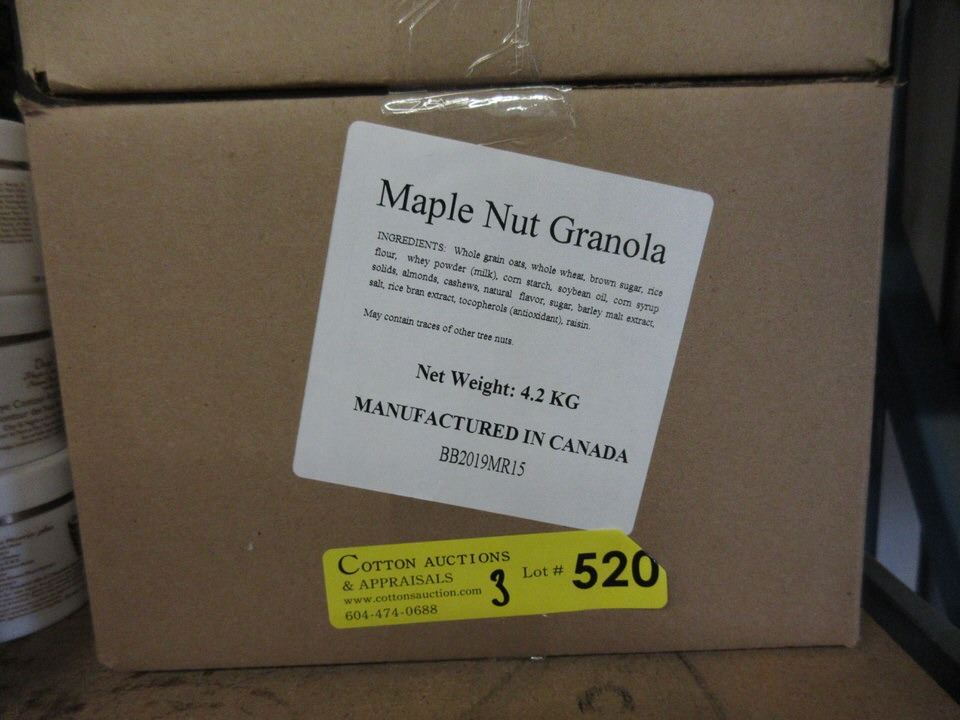 Maple Nut Granola
INGREDIENTS: Whole grain oats, whole wheat, brown sugar, rice
flour, whey powder (milk), corn starch, soybean oil, corn syrup
solids, almonds, cashews, natural flavor, sugar, barley malt extract,
salt, rice bran extract, tocopherols (antioxidant), raisin.
May contain traces of other tree nuts.
Net Weight: 4.2 KG
MANUFACTURED IN CANADA
BB2019MR15
COTTON AUCTIONS
& APPRAISALS
www.cottonsauction.com
604-474-0688
3
Lot # 520